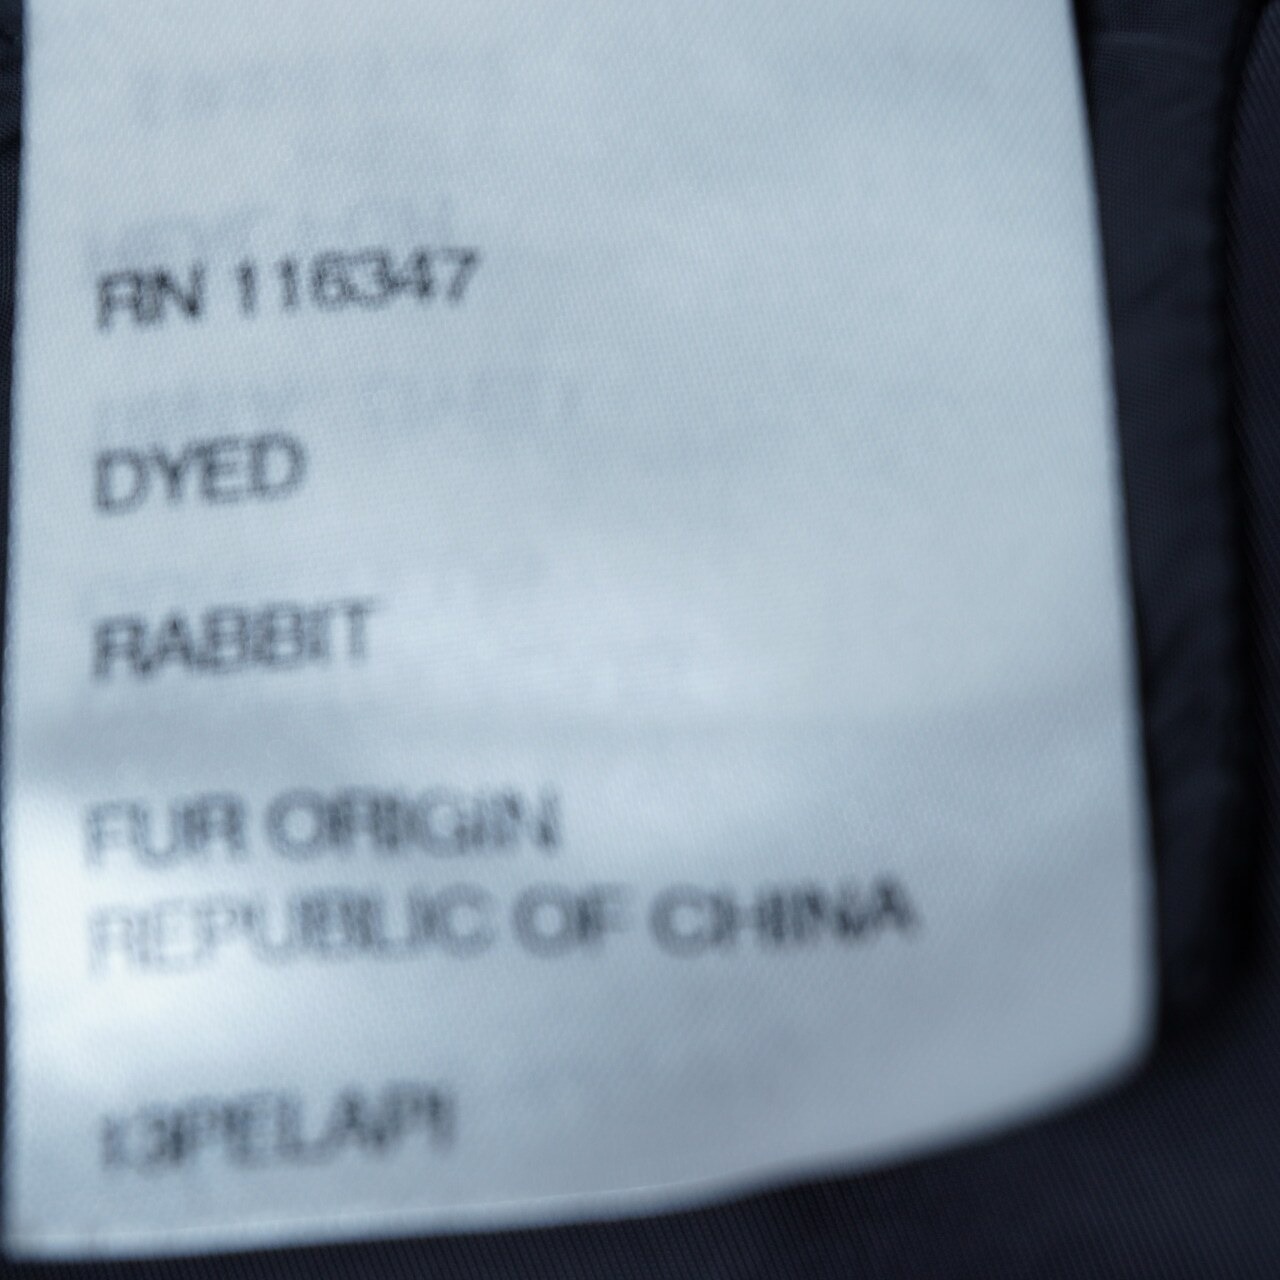 RN 116347
DYED
RABBIT
FUR ORIGIN
REPUBLIC OF CHINA